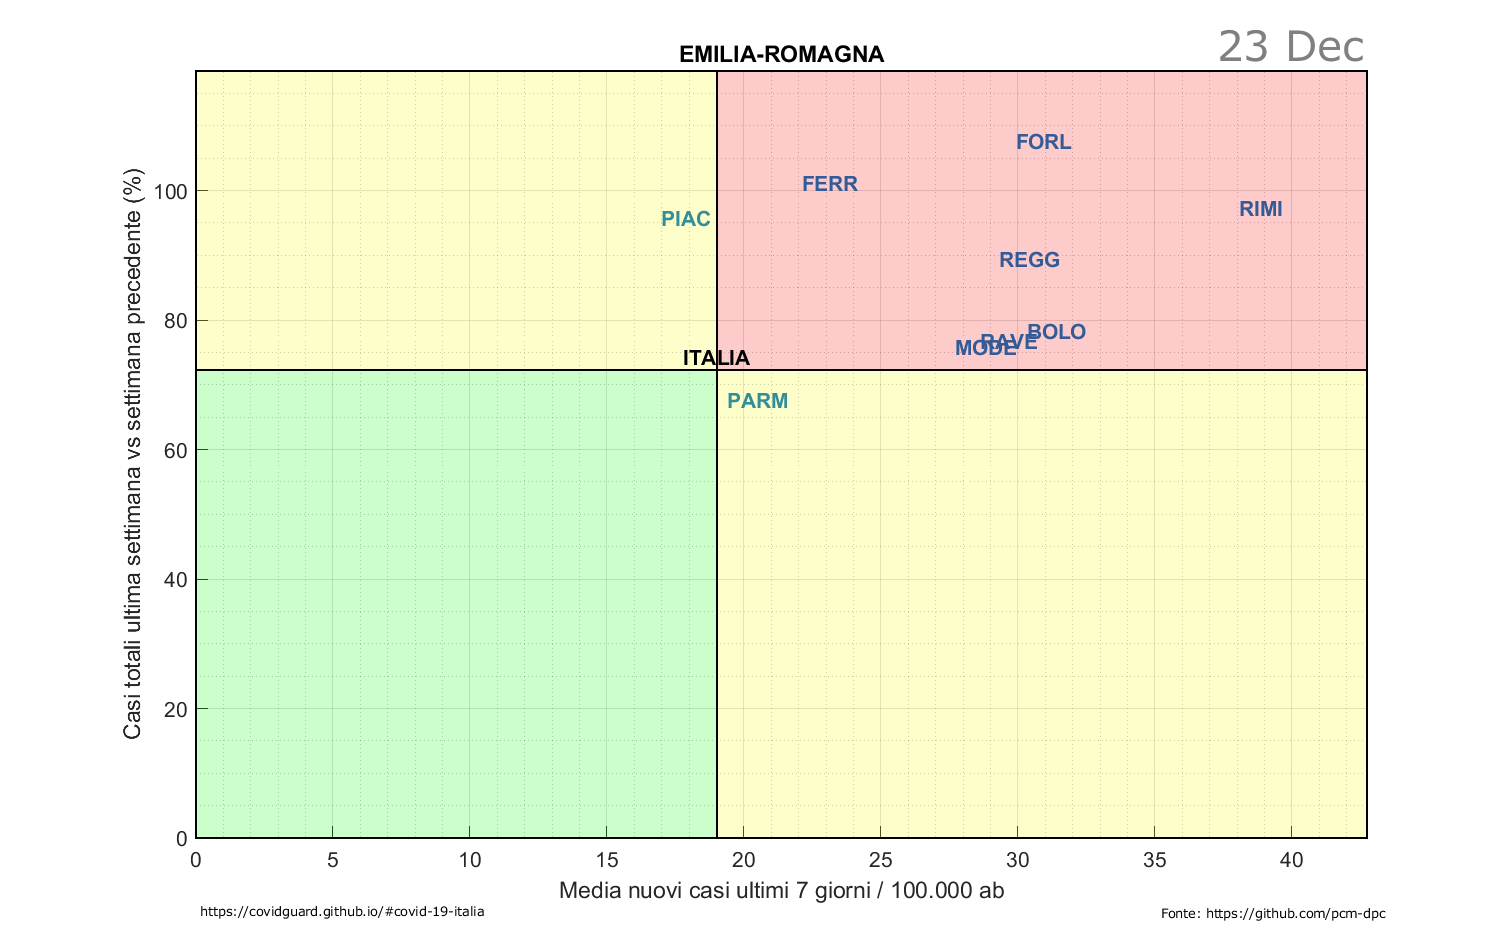 EMILIA-ROMAGNA
23 Dec
Casi totali ultima settimana vs settimana precedente (%)
100
80
60
40
20
0
FORL
FERR
RIMI
PIAC
REGG
BOLO
RAVE
MODE
ITALIA
PARM
0 5 10 15 20 25 30 35 40
Media nuovi casi ultimi 7 giorni / 100.000 ab
https://covidguard.github.io/#covid-19-italia
Fonte: https://github.com/pcm-dpc